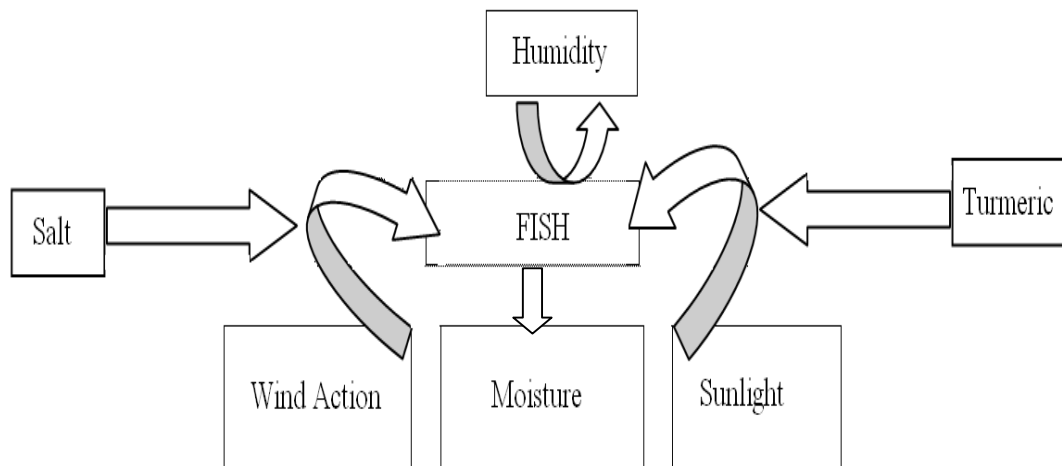 Humidity
Salt
FISH
Turmeric
Wind Action
Moisture
Sunlight